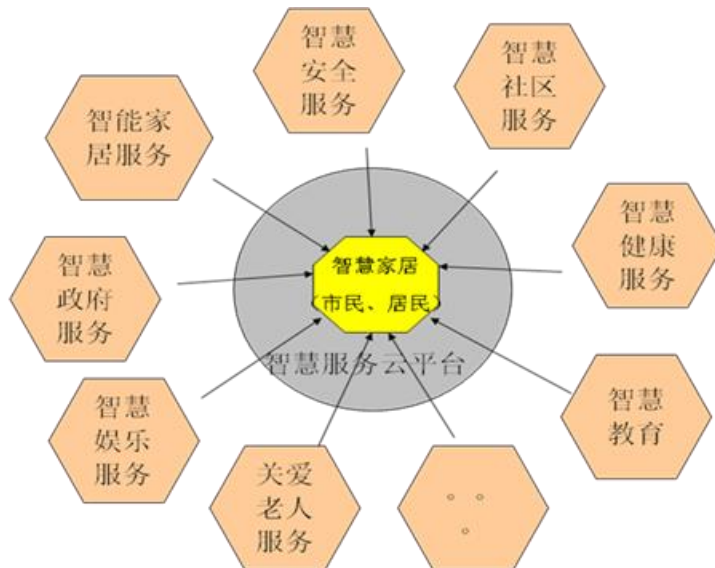 智慧
安全
服务
智慧
社区
服务
智能家
居服务
智慧
健康
服务
智慧家居
（市民、居民）
智慧
政府
服务
智慧服务云平台
智慧
娱乐
服务
智慧
教育
关爱
老人
服务
。。
。